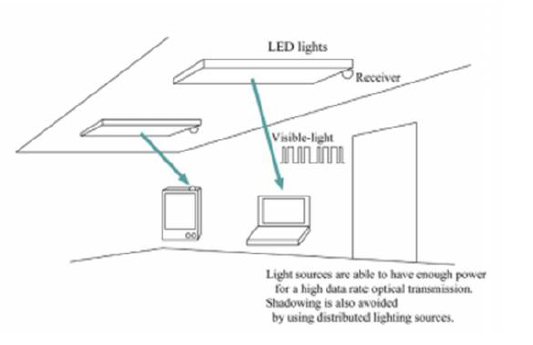 LED lights
Receiver
Visible-light
Light sources are able to have enough power
for a high data rate optical transmission.
Shadowing is also avoided
by using distributed lighting sources.